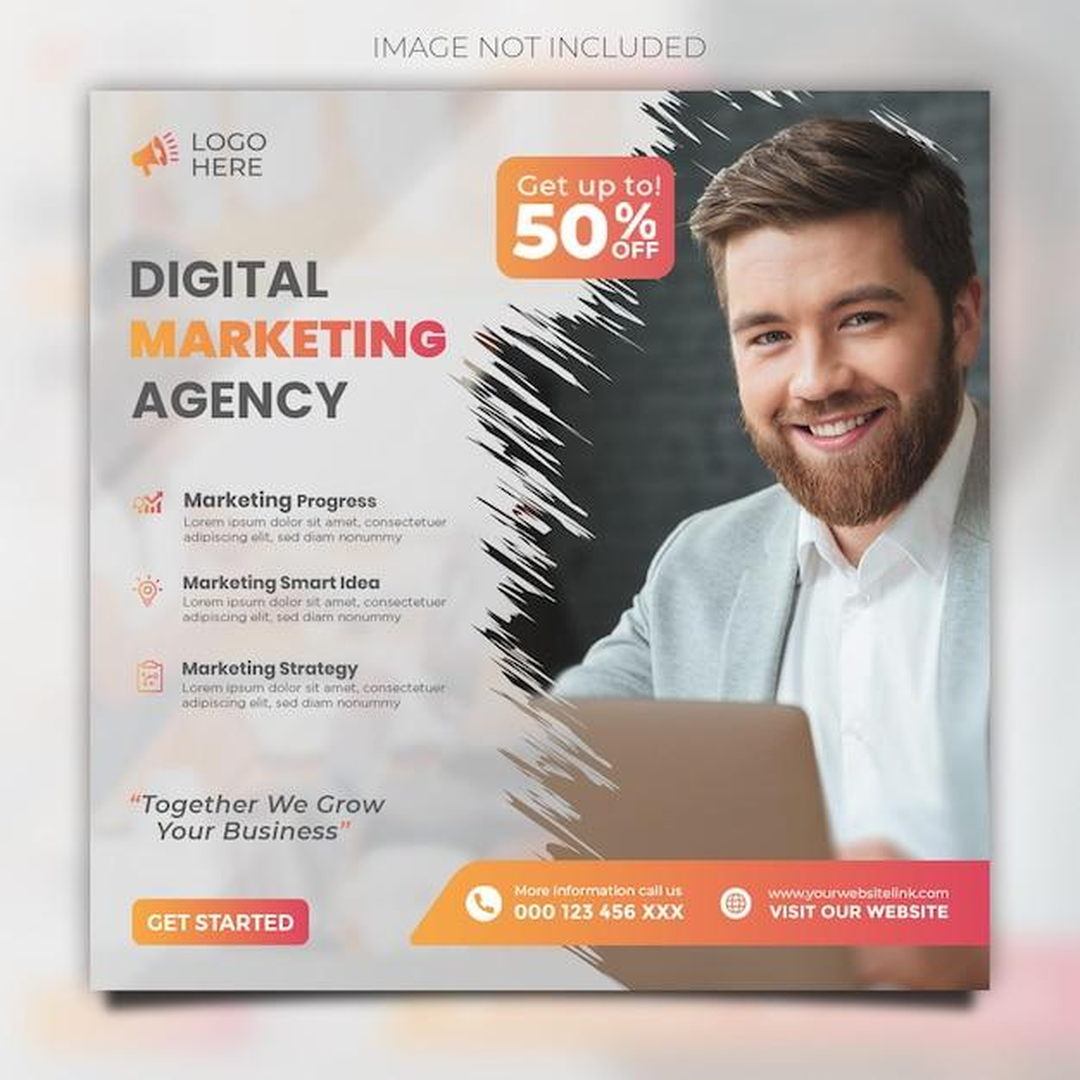 IMAGE NOT INCLUDED
LOGO
HERE
Get up to!
50% OFF
DIGITAL
MARKETING
AGENCY
Marketing Progress
Lorem ipsum dolor sit amet, consectetuer
adipiscing elit, sed diam nonummy
Marketing Smart Idea
Lorem ipsum dolor sit amet, consectetuer
adipiscing elit, sed diam nonummy
Marketing Strategy
Lorem ipsum dolor sit amet, consectetuer
adipiscing elit, sed diam nonummy
“Together We Grow
Your Business”
GET STARTED
More information call us
000 123 456 XXX
www.yourwebsitelink.com
VISIT OUR WEBSITE